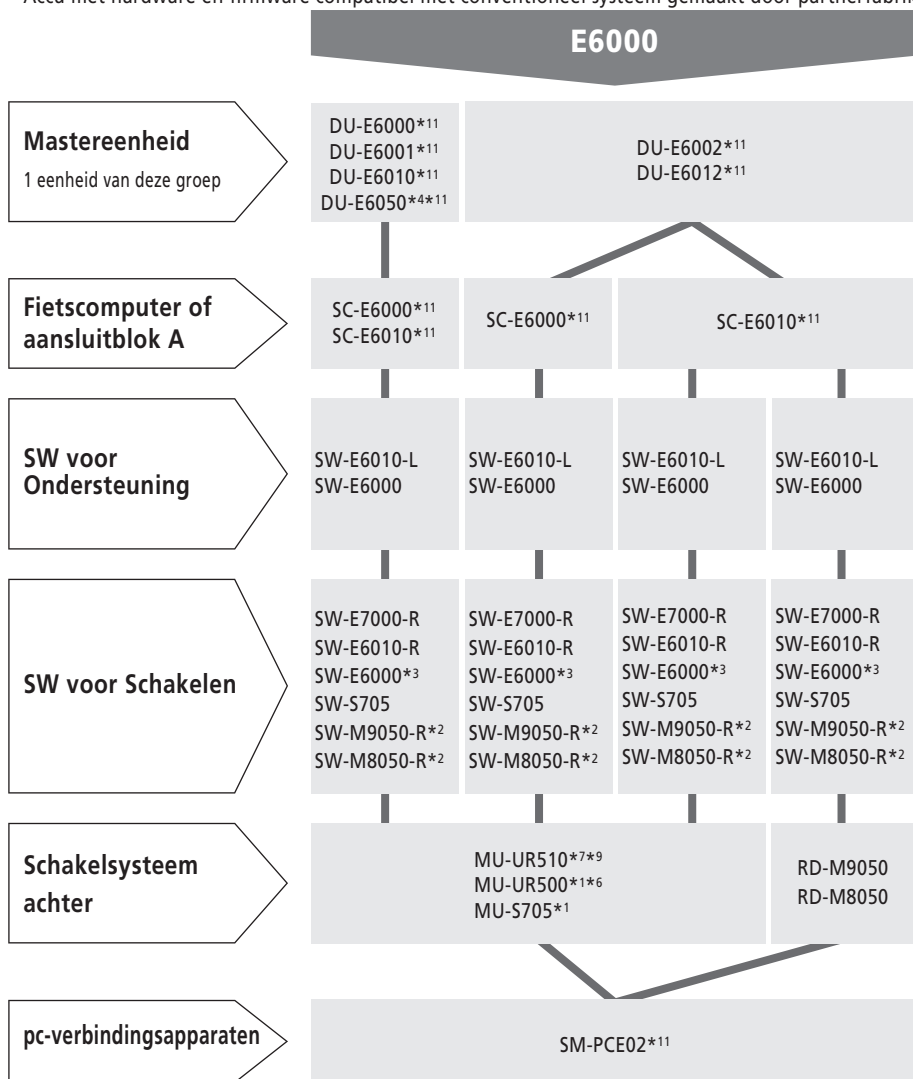 Accu met hardware en firmware compatibel met conventioneel systeem gemaakt door
E6000
Mastereenheid
1 eenheid van deze groep
DU-E6000*11
DU-E6001*11
DU-E6010*11
DU-E6050*4*11
DU-E6002*11
DU-E6012*11
Fietscomputer of
aansluitblok A
SC-E6000*11
SC-E6010*11
SC-E6000*11
SC-E6010*11
SW voor
Ondersteuning
SW-E6010-L
SW-E6000
SW-E6010-L
SW-E6000
SW-E6010-L
SW-E6000
SW-E6010-L
SW-E6000
SW voor Schakelen
SW-E7000-R
SW-E6010-R
SW-E6000*3
SW-S705
SW-M9050-R*2
SW-M8050-R*2
SW-E7000-R
SW-E6010-R
SW-E6000*3
SW-S705
SW-M9050-R*2
SW-M8050-R*2
SW-E7000-R
SW-E6010-R
SW-E6000*3
SW-S705
SW-M9050-R*2
SW-M8050-R*2
SW-E7000-R
SW-E6010-R
SW-E6000*3
SW-S705
SW-M9050-R*2
SW-M8050-R*2
Schakelsysteem
achter
MU-UR510*7*9
MU-UR500*1*6
MU-S705*1
RD-M9050
RD-M8050
pc-verbindingsapparaten
SM-PCE02*11